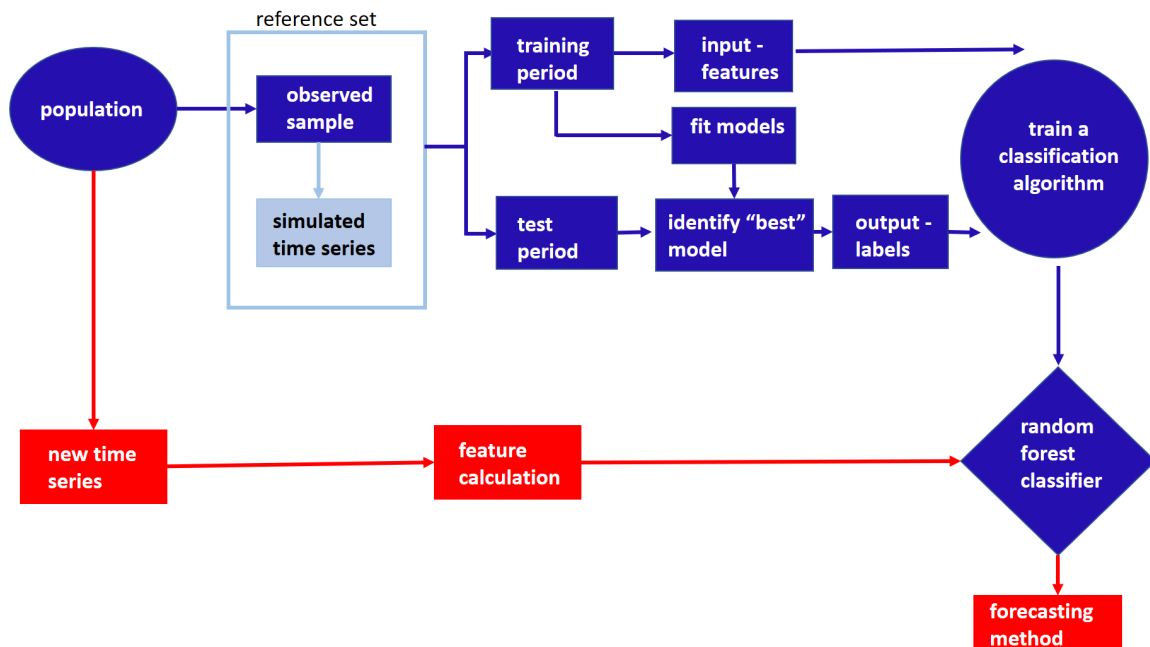 reference set
population
observed
sample
simulated
time series
training
period
input -
features
fit models
test
period
identify “best”
model
output -
labels
train a
classification
algorithm
new time
series
feature
calculation
random
forest
classifier
forecasting
method